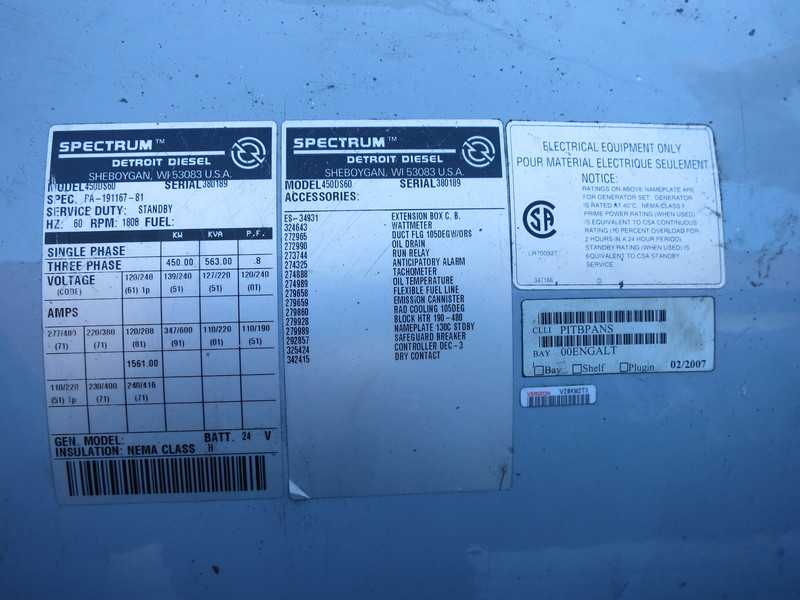 SPECTRUM™
DETROIT DIESEL
SHEBOYGAN, WI 53083 U.S.A.
MODEL 450DS60 SERIAL 380189
SPEC. PA-191167-81
SERVICE DUTY: STANDBY
HZ: 60 RPM: 1800 FUEL:
KW KVA P.F.
SINGLE PHASE
THREE PHASE 450.00 563.00 .8
VOLTAGE 120/240 139/240 127/220 120/240
(CODE) (61) 1p (51) (51) (01)
AMPS
277/480 220/380 120/208 347/600 110/220 110/190
(71) (71) (81) (91) (01) (51)
1561.00
110/220 230/400 240/416
(51) 1p (71) (71)
GEN. MODEL: BATT. 24 V
INSULATION: NEMA CLASS H
SPECTRUM™
DETROIT DIESEL
SHEBOYGAN, WI 53083 U.S.A.
MODEL 450DS60 SERIAL 380189
ACCESSORIES:
ES-34931 EXTENSION BOX C. B.
324643 WATTMETER
272965 DUCT FLG 105DEGW/ORS
272990 OIL DRAIN
273744 RUN RELAY
274325 ANTICIPATORY ALARM
274888 TACHOMETER
274989 OIL TEMPERATURE
279658 FLEXIBLE FUEL LINE
279659 EMISSION CANNISTER
279860 RAD COOLING 105DEG
279928 BLOCK HTR 190-480
279989 NAMEPLATE 130C STDBY
292857 SAFEGUARD BREAKER
325424 CONTROLLER DEC-3
342415 DRY CONTACT
ELECTRICAL EQUIPMENT ONLY
POUR MATERIAL ELECTRIQUE SEULEMENT
NOTICE:
RATINGS ON ABOVE NAMEPLATE ARE
FOR GENERATOR SET. GENERATOR
IS RATED AT 40°C. NEMA CLASS F
PRIME POWER RATING (WHEN USED)
IS EQUIVALENT TO CSA CONTINUOUS
RATING (10 PERCENT OVERLOAD FOR
2 HOURS IN A 24 HOUR PERIOD)
STANDBY RATING (WHEN USED) IS
EQUIVALENT TO CSA STANDBY
SERVICE.
LR70092
347166
CLLI PITBPANS
BAY 00ENGALT
Bay Shelf Plugin 02/2007
VERIZON VZ0KW2T1